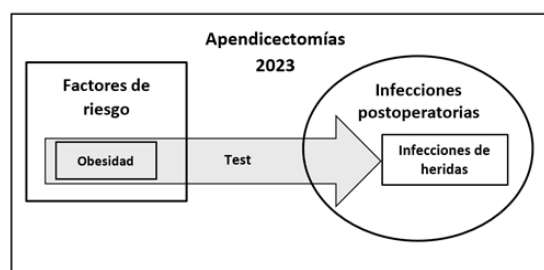 Apendicectomías
2023
Factores de
riesgo
Infecciones
postoperatorias
Obesidad
Test
Infecciones de
heridas